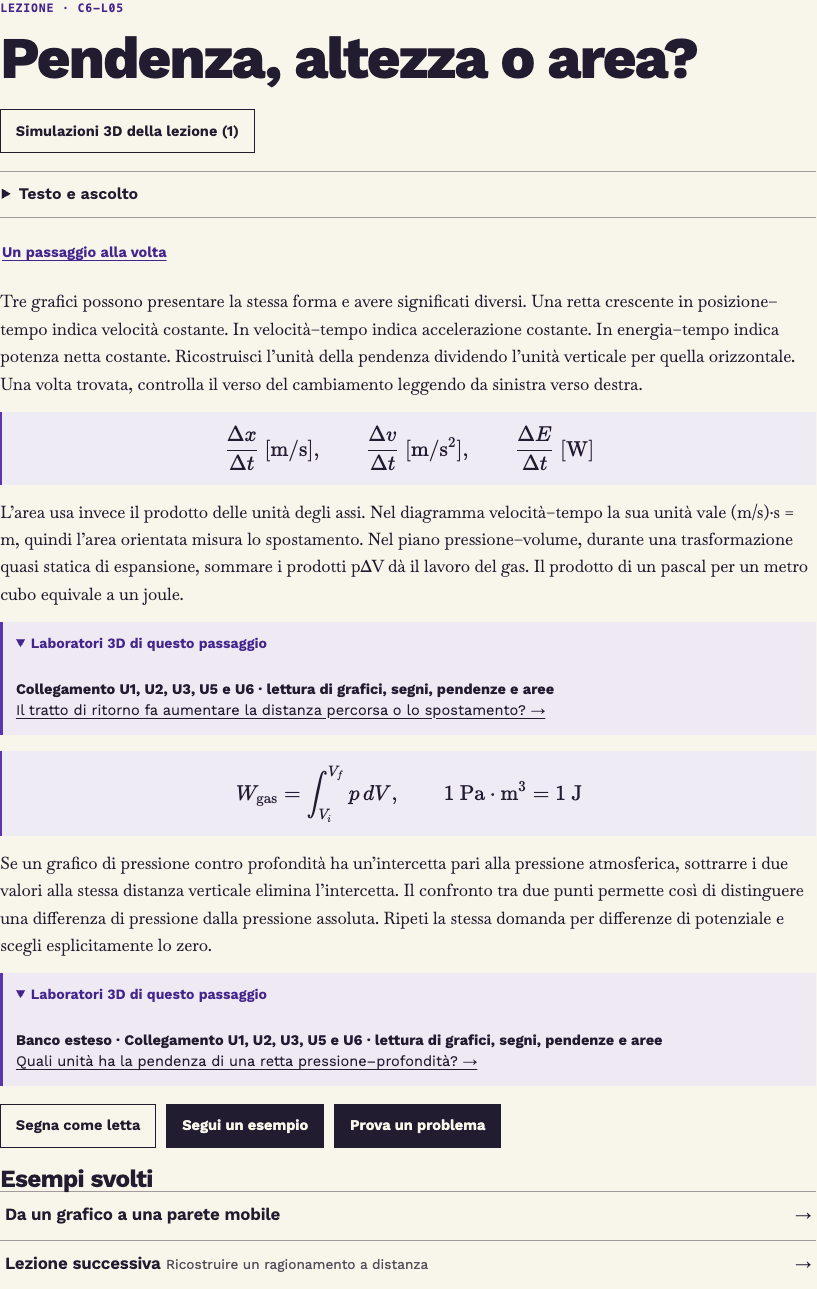 LEZIONE · C6–L05
Pendenza, altezza o area?
Simulazioni 3D della lezione (1)
▶ Testo e ascolto
Un passaggio alla volta
Tre grafici possono presentare la stessa forma e avere significati diversi. Una retta crescente in posizione–
tempo indica velocità costante. In velocità–tempo indica accelerazione costante. In energia–tempo indica
potenza netta costante. Ricostruisci l’unità della pendenza dividendo l’unità verticale per quella orizzontale.
Una volta trovata, controlla il verso del cambiamento leggendo da sinistra verso destra.
Δx/Δt [m/s], Δv/Δt [m/s²], ΔE/Δt [W]
L’area usa invece il prodotto delle unità degli assi. Nel diagramma velocità–tempo la sua unità vale (m/s)·s =
m, quindi l’area orientata misura lo spostamento. Nel piano pressione–volume, durante una trasformazione
quasi statica di espansione, sommare i prodotti pΔV dà il lavoro del gas. Il prodotto di un pascal per un metro
cubo equivale a un joule.
▼ Laboratori 3D di questo passaggio
Collegamento U1, U2, U3, U5 e U6 · lettura di grafici, segni, pendenze e aree
Il tratto di ritorno fa aumentare la distanza percorsa o lo spostamento? →
W_gas = ∫_{V_i}^{V_f} p dV, 1 Pa · m³ = 1 J
Se un grafico di pressione contro profondità ha un’intercetta pari alla pressione atmosferica, sottrarre i due
valori alla stessa distanza verticale elimina l’intercetta. Il confronto tra due punti permette così di distinguere
una differenza di pressione dalla pressione assoluta. Ripeti la stessa domanda per differenze di potenziale e
scegli esplicitamente lo zero.
▼ Laboratori 3D di questo passaggio
Banco esteso · Collegamento U1, U2, U3, U5 e U6 · lettura di grafici, segni, pendenze e aree
Quali unità ha la pendenza di una retta pressione–profondità? →
Segna come letta Segui un esempio Prova un problema
Esempi svolti
Da un grafico a una parete mobile →
Lezione successiva Ricostruire un ragionamento a distanza →